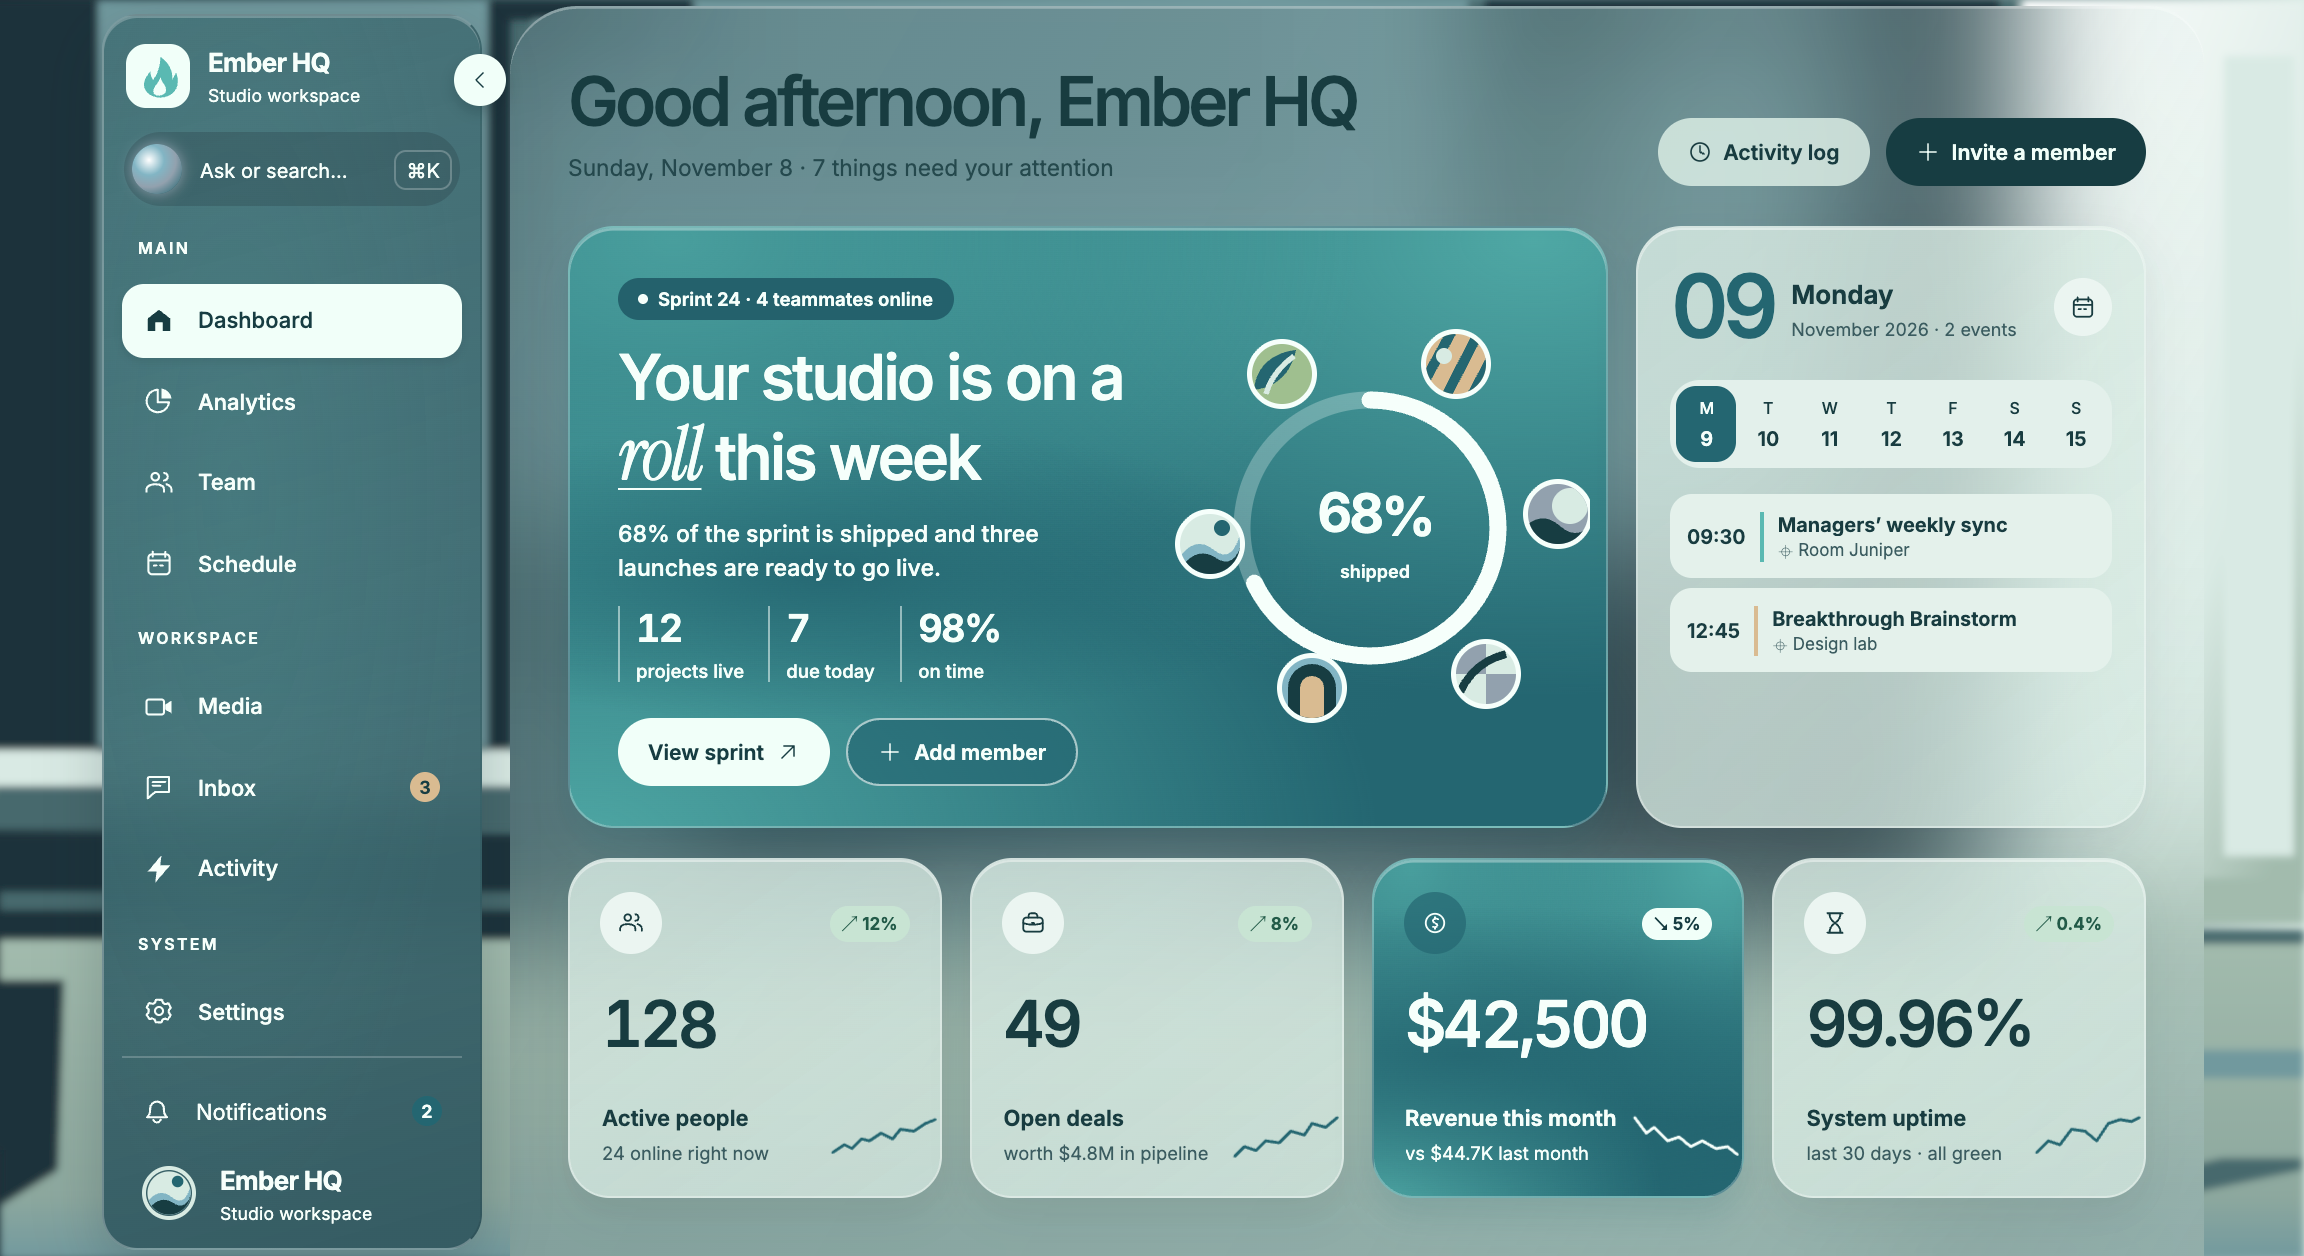 Ember HQ
Studio workspace
Ask or search...
⌘K
MAIN
Dashboard
Analytics
Team
Schedule
WORKSPACE
Media
Inbox
3
Activity
SYSTEM
Settings
Notifications
2
Ember HQ
Studio workspace
Good afternoon, Ember HQ
Sunday, November 8 · 7 things need your attention
Activity log
Invite a member
Sprint 24 · 4 teammates online
Your studio is on a
roll this week
68% of the sprint is shipped and three
launches are ready to go live.
12
projects live
7
due today
98%
on time
View sprint
Add member
68%
shipped
09
Monday
November 2026 · 2 events
M T W T F S S
9 10 11 12 13 14 15
09:30
Managers’ weekly sync
Room Juniper
12:45
Breakthrough Brainstorm
Design lab
12%
128
Active people
24 online right now
8%
49
Open deals
worth $4.8M in pipeline
5%
$42,500
Revenue this month
vs $44.7K last month
0.4%
99.96%
System uptime
last 30 days · all green